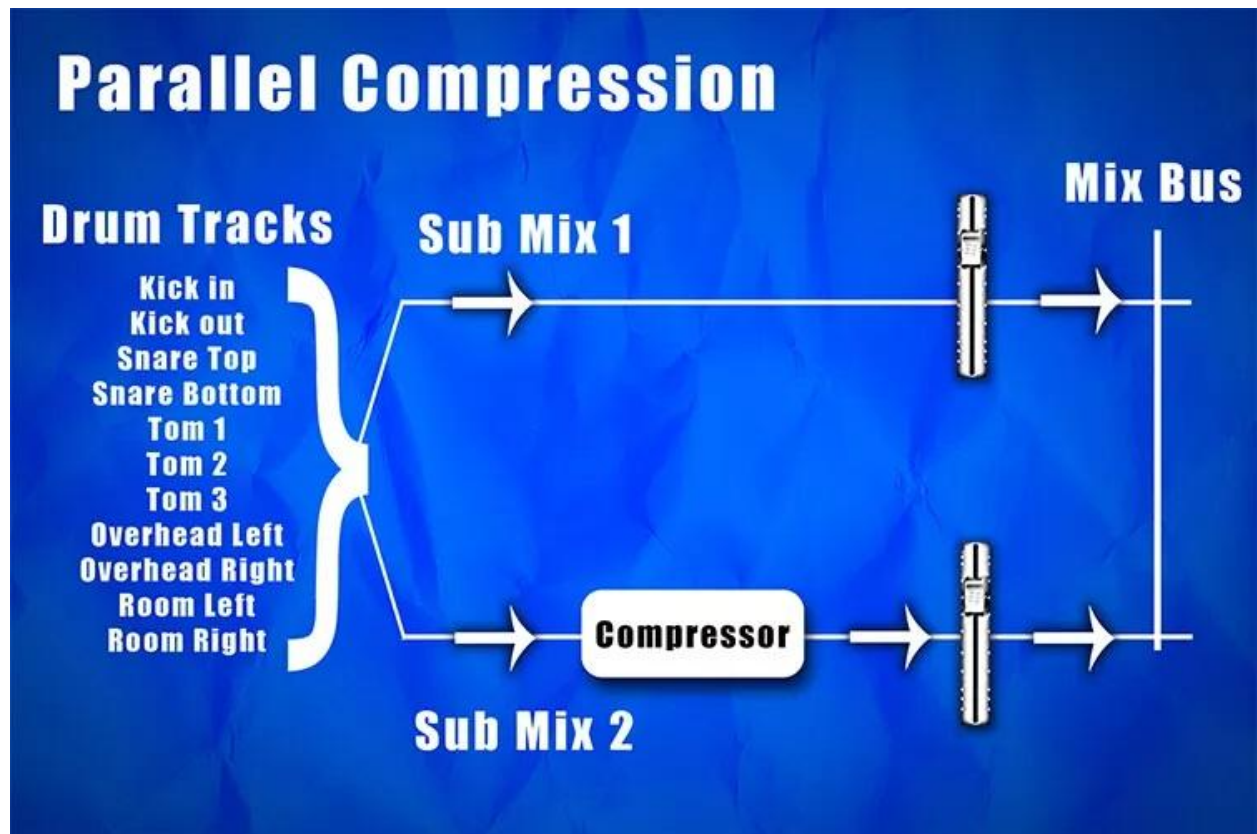 Parallel Compression
Mix Bus
Drum Tracks
Sub Mix 1
Kick in
Kick out
Snare Top
Snare Bottom
Tom 1
Tom 2
Tom 3
Overhead Left
Overhead Right
Room Left
Room Right
Compressor
Sub Mix 2